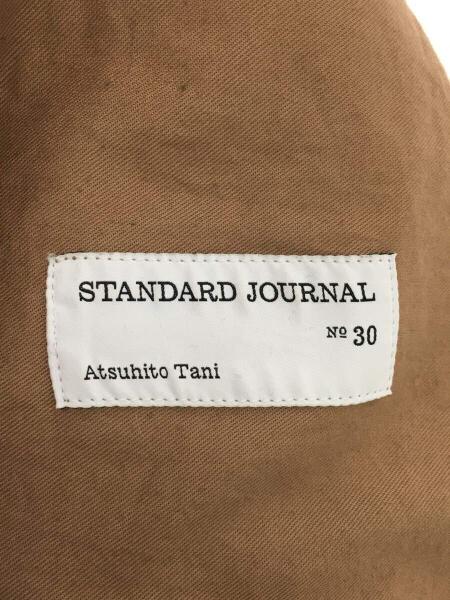 STANDARD JOURNAL
Nº 30
Atsuhito Tani